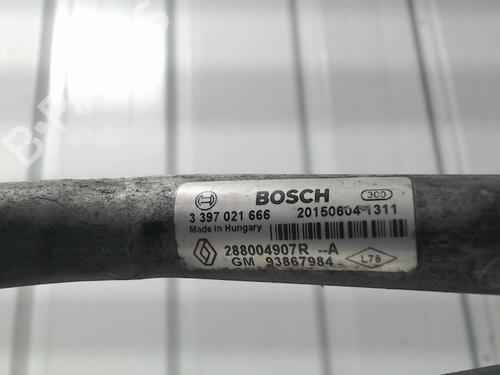 BOSCH
300
3 397 021 666
20150604 1311
Made in Hungary
288004907R --A
GM 93867984
L78
B-P